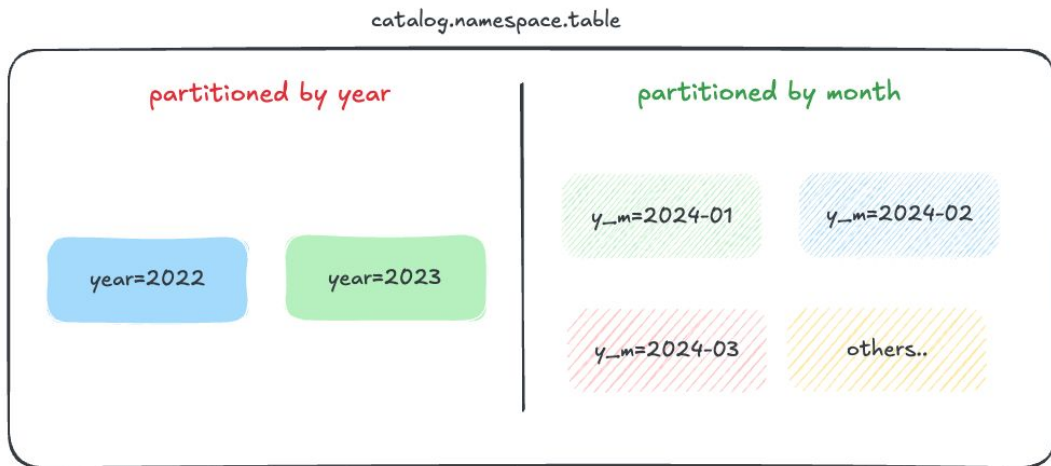 catalog.namespace.table
partitioned by year
partitioned by month
y_m=2024-01
y_m=2024-02
year=2022
year=2023
y_m=2024-03
others..